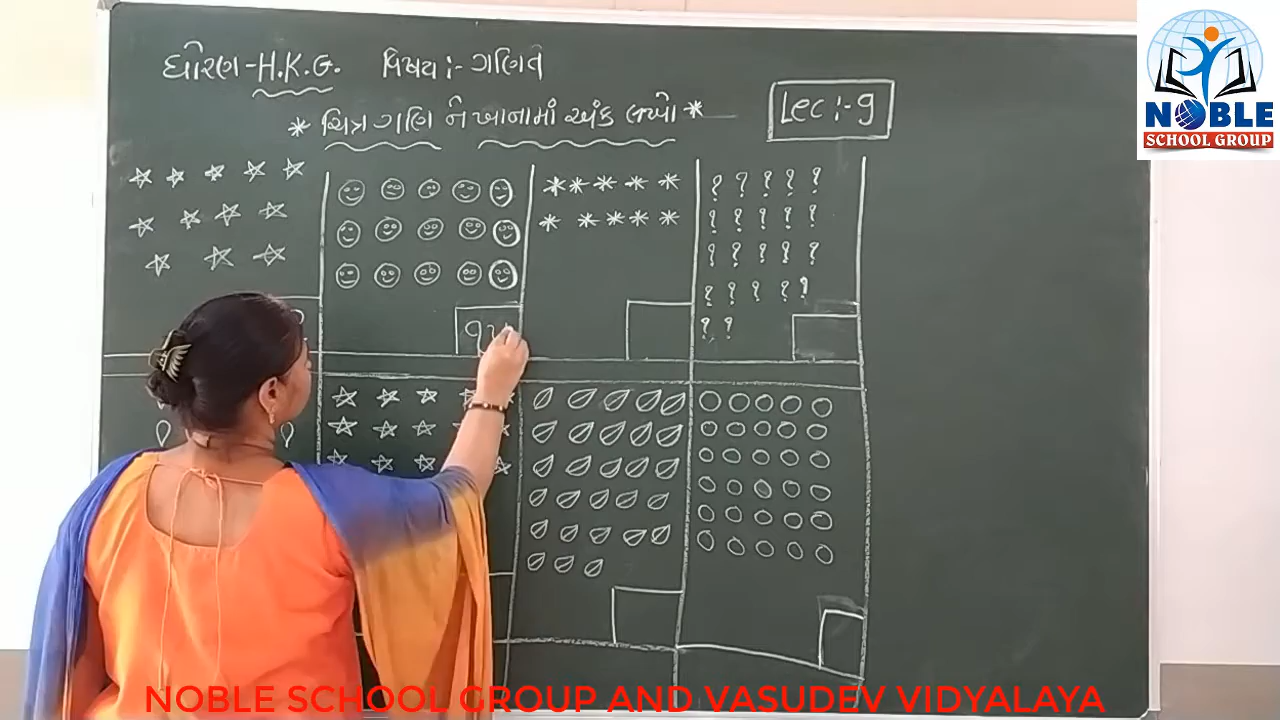 ધોરણ - H.K.G. વિષય :- ગણિત
* ચિત્ર ગણિ ને ખાનામાં અંક લખો *
Lec :- 9
NOBLE
SCHOOL GROUP
NOBLE SCHOOL GROUP AND VASUDEV VIDYALAYA